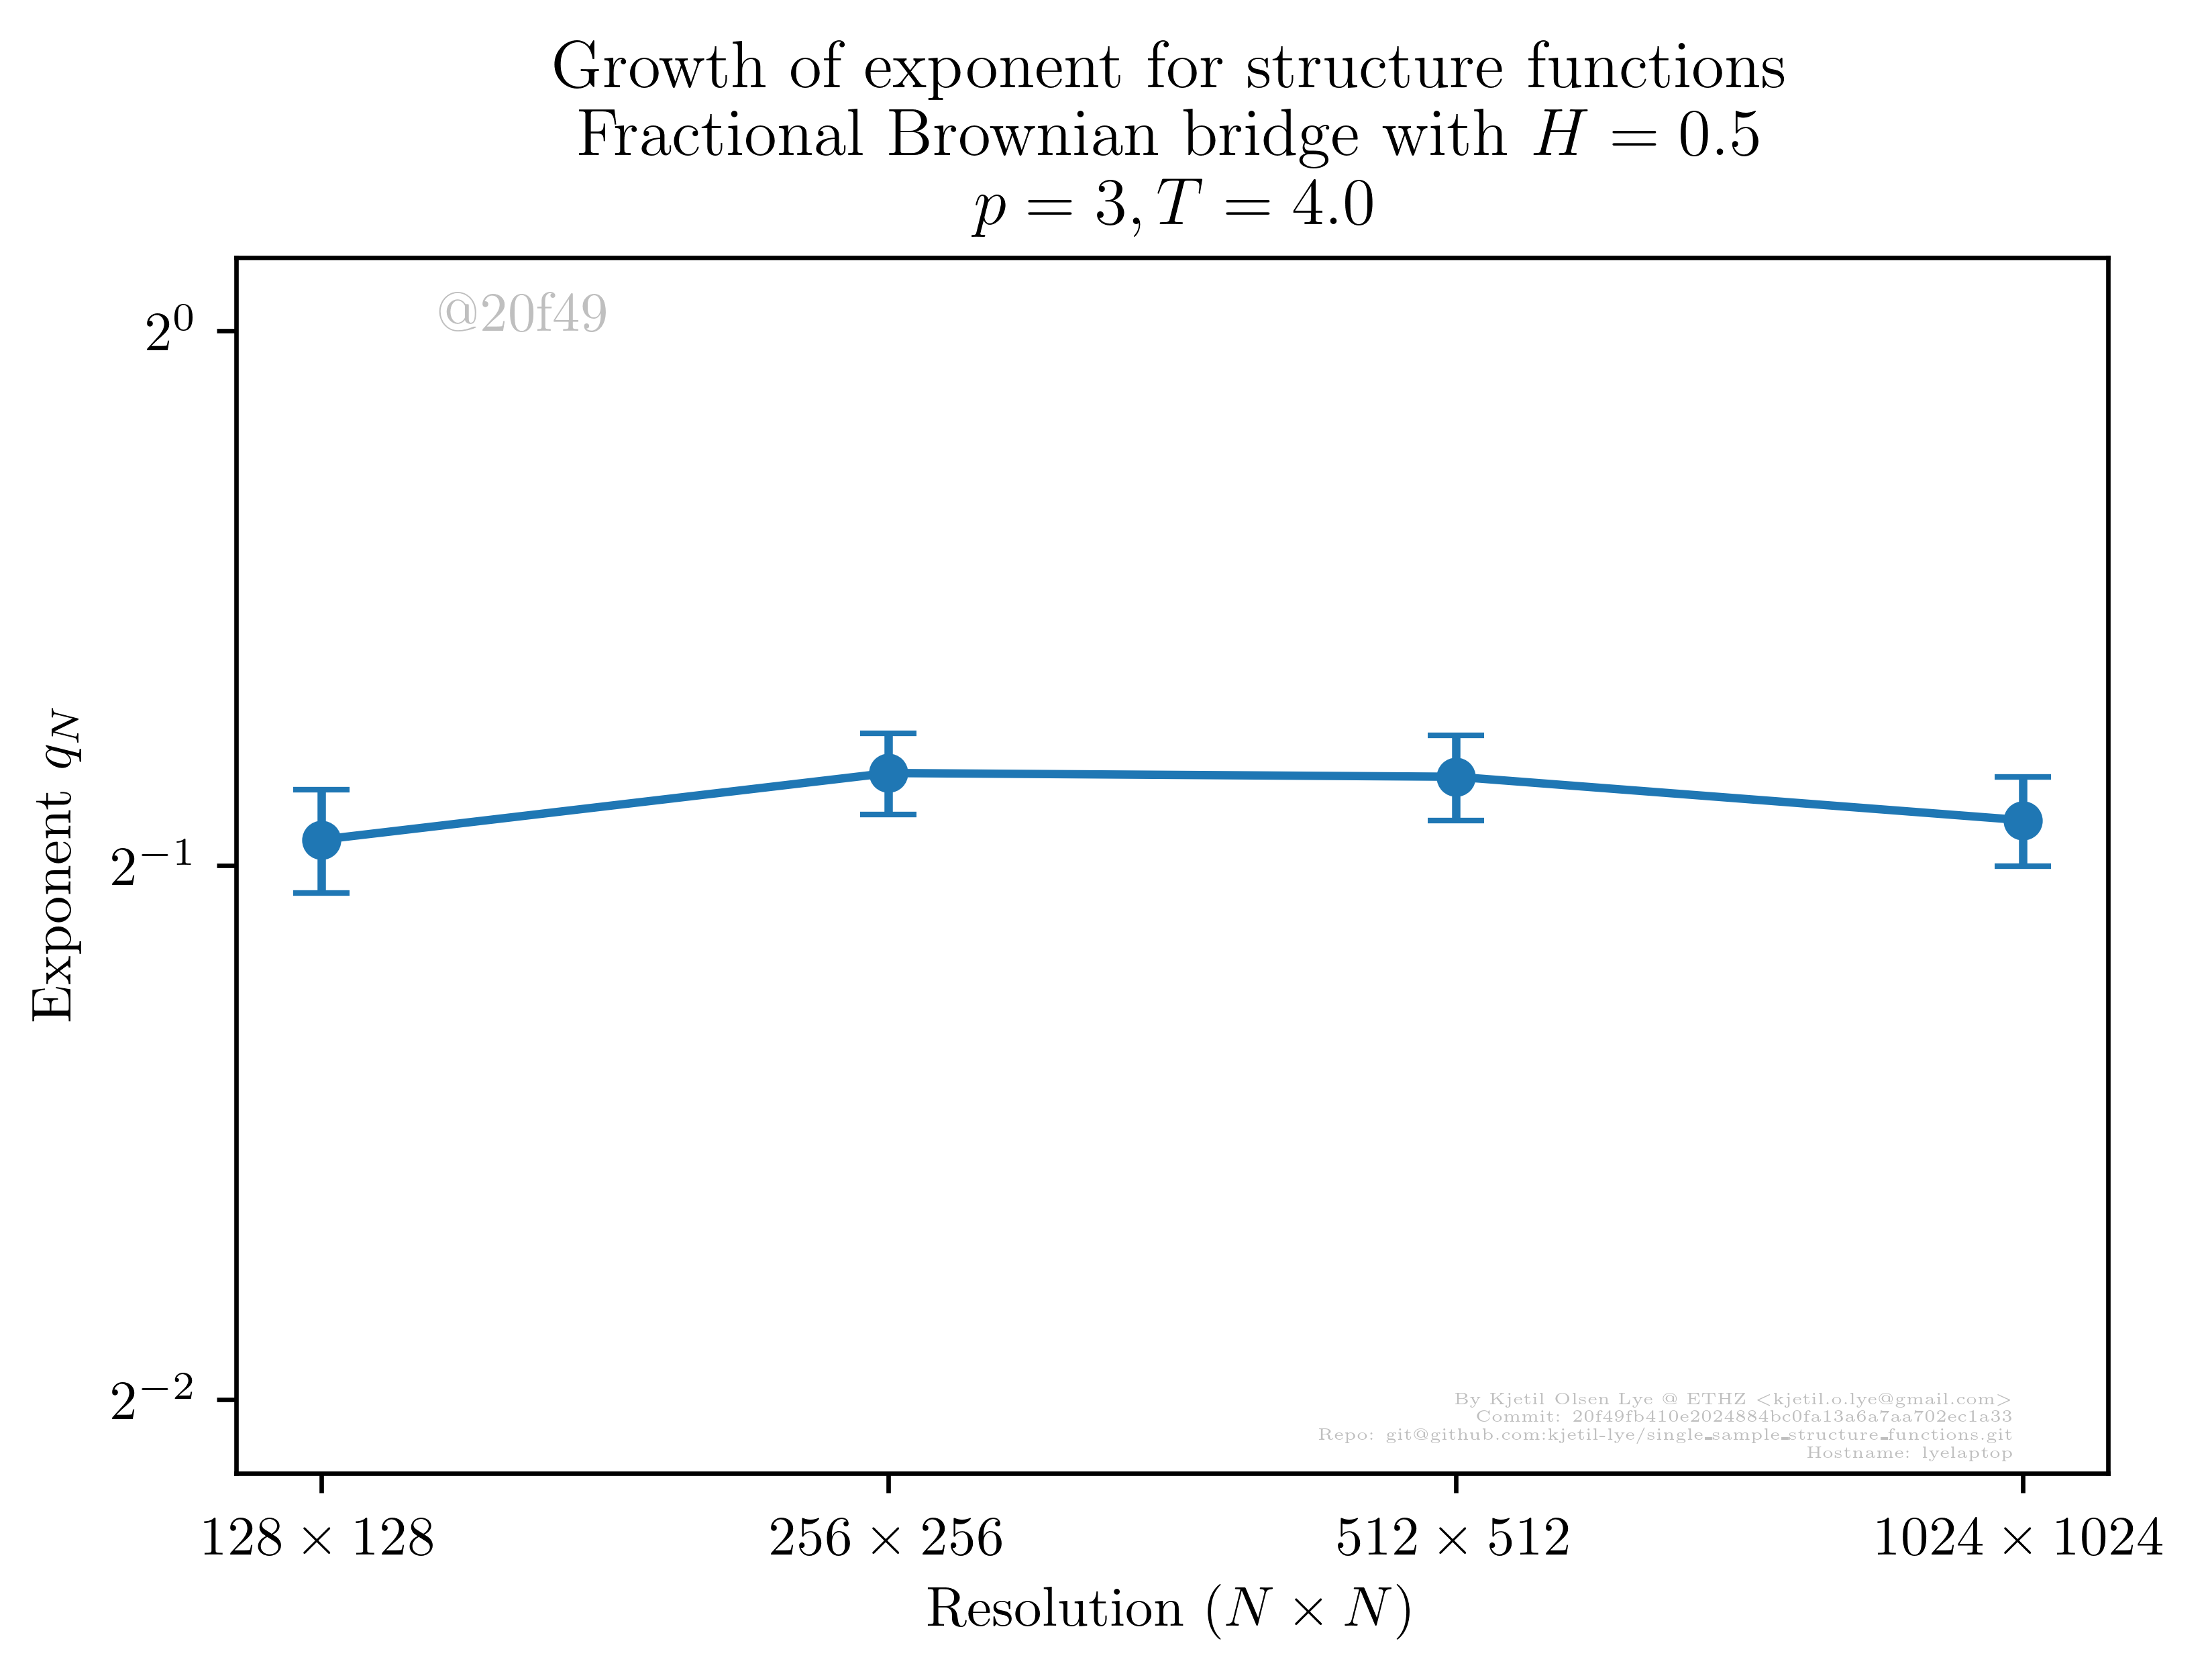 Growth of exponent for structure functions
Fractional Brownian bridge with H = 0.5
p = 3, T = 4.0
@20f49
2⁰
2⁻¹
2⁻²
Exponent q_N
128 × 128
256 × 256
512 × 512
1024 × 1024
Resolution (N × N)
By Kjetil Olsen Lye @ ETHZ <kjetil.o.lye@gmail.com>
Commit: 20f49fb410e2024884bc0fa13a6a7aa702ec1a33
Repo: git@github.com:kjetil-lye/single_sample_structure_functions.git
Hostname: lyelaptop